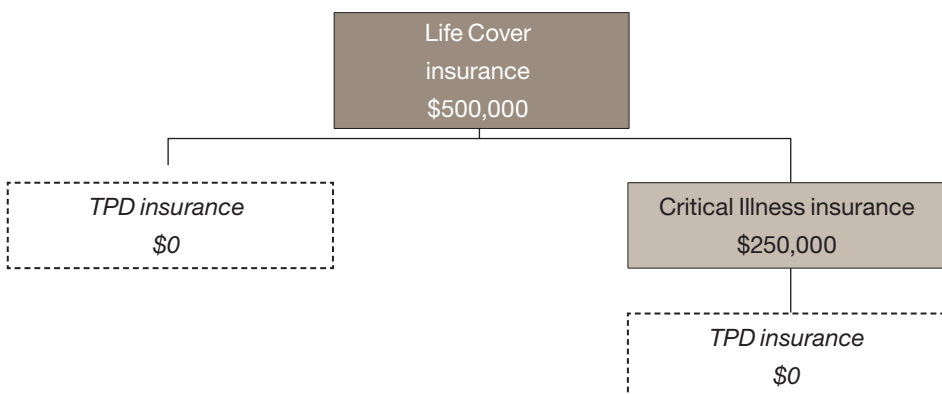 Life Cover
insurance
$500,000
TPD insurance
$0
Critical Illness insurance
$250,000
TPD insurance
$0